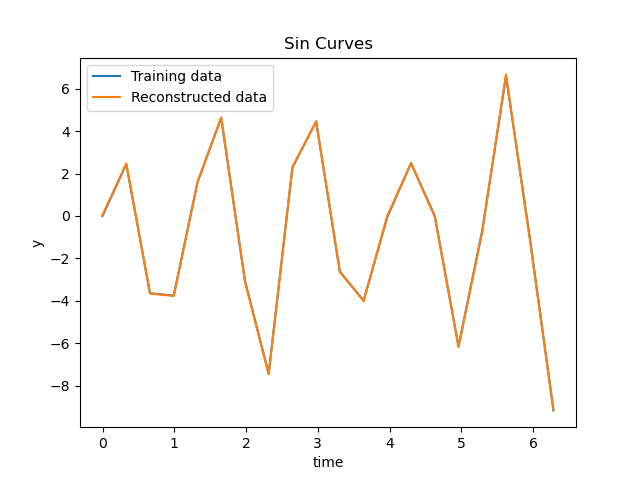 Sin Curves
Training data
Reconstructed data
6
4
2
0
−2
−4
−6
−8
y
0 1 2 3 4 5 6
time